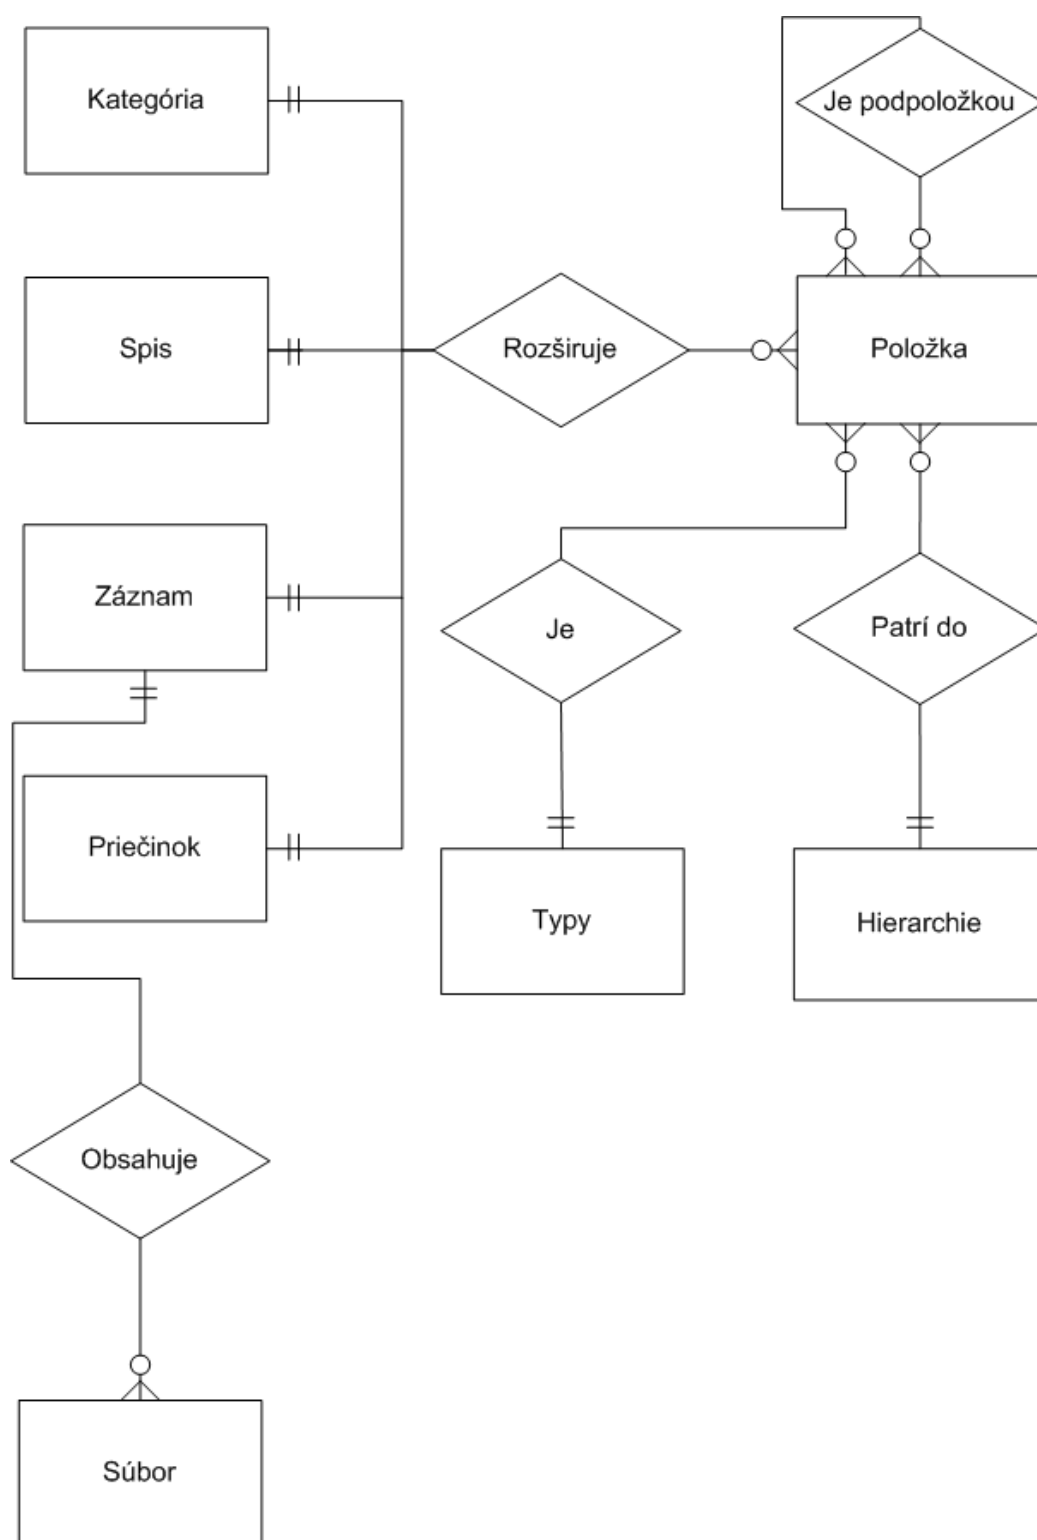 Kategória
Je podpoložkou
Spis
Rozširuje
Položka
Záznam
Je
Patrí do
Priečinok
Typy
Hierarchie
Obsahuje
Súbor